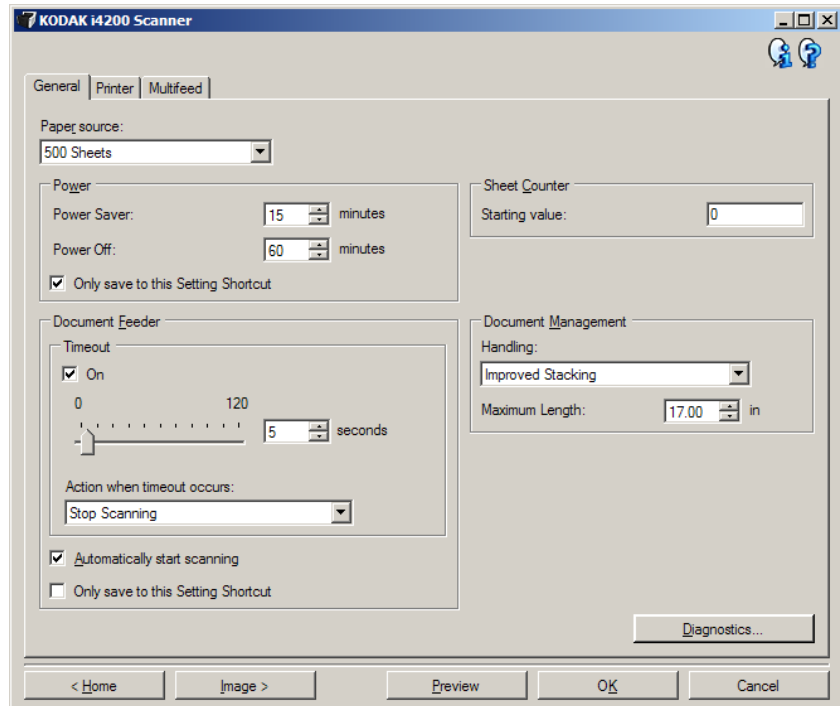 KODAK i4200 Scanner
General
Printer
Multifeed
Paper source:
500 Sheets
Power
Power Saver:
15
minutes
Power Off:
60
minutes
Only save to this Setting Shortcut
Sheet Counter
Starting value:
0
Document Feeder
Timeout
On
0
120
5
seconds
Action when timeout occurs:
Stop Scanning
Automatically start scanning
Only save to this Setting Shortcut
Document Management
Handling:
Improved Stacking
Maximum Length:
17.00
in
Diagnostics...
< Home
Image >
Preview
OK
Cancel